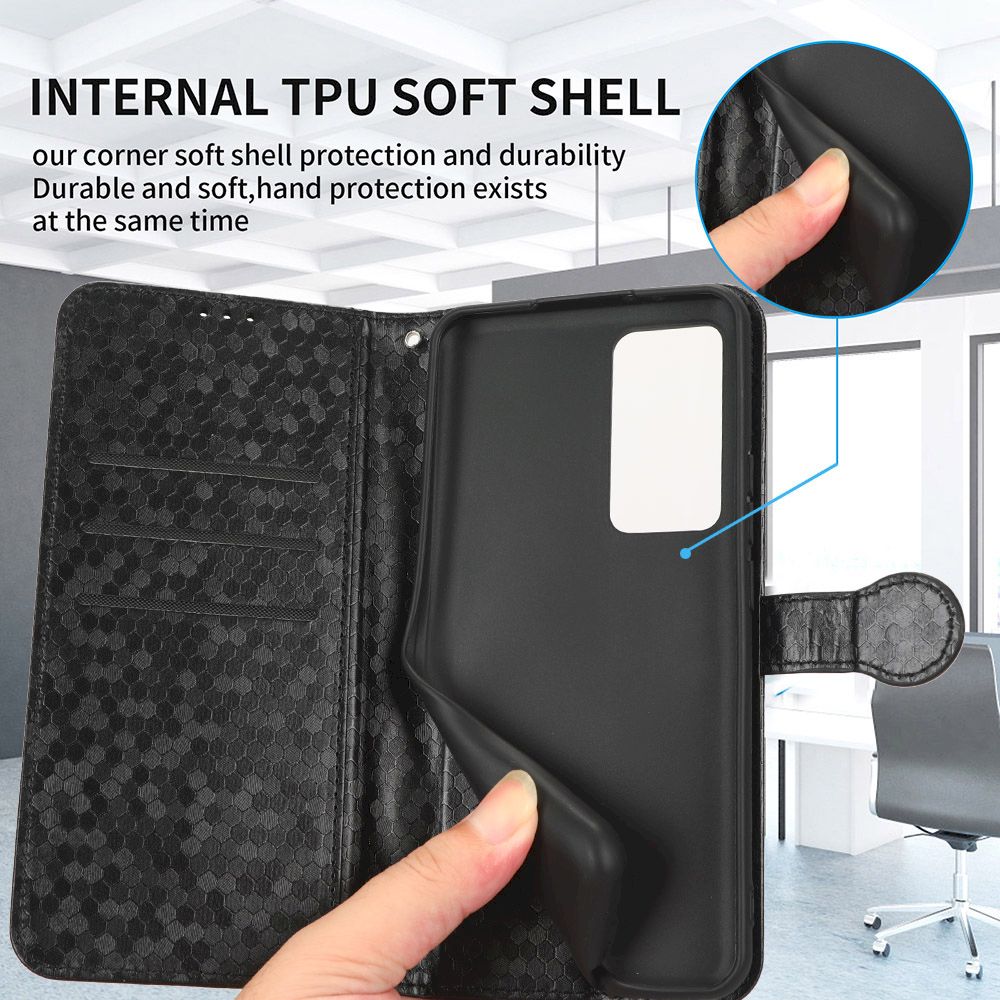 INTERNAL TPU SOFT SHELL
our corner soft shell protection and durability
Durable and soft,hand protection exists
at the same time